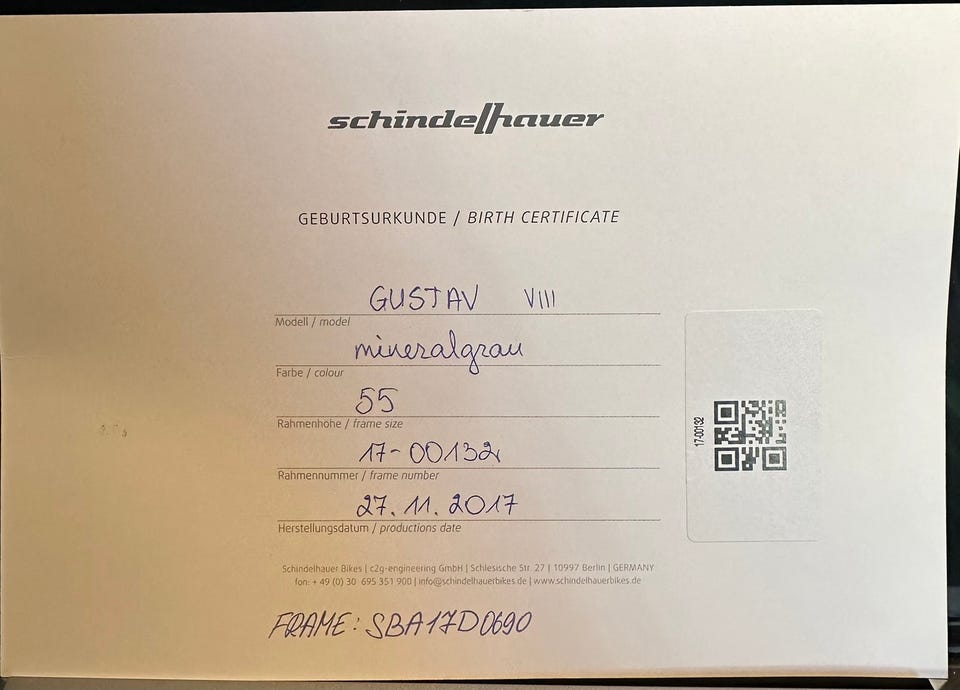 schindelhauer
GEBURTSURKUNDE / BIRTH CERTIFICATE
GUSTAV VIII
Modell / model
mineralgrau
Farbe / colour
55
Rahmenhöhe / frame size
17-00132
Rahmennummer / frame number
27.11.2017
Herstellungsdatum / productions date
17-00132
Schindelhauer Bikes | c2g-engineering GmbH | Schlesische Str. 27 | 10997 Berlin | GERMANY
fon: + 49 (0) 30 695 351 900 | info@schindelhauerbikes.de | www.schindelhauerbikes.de
FRAME: SBA17D0690